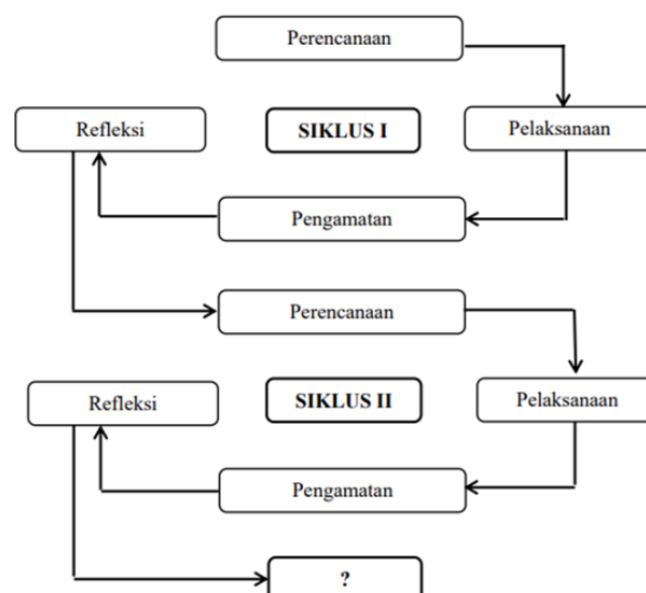 Perencanaan
Refleksi
SIKLUS I
Pelaksanaan
Pengamatan
Perencanaan
Refleksi
SIKLUS II
Pelaksanaan
Pengamatan
?